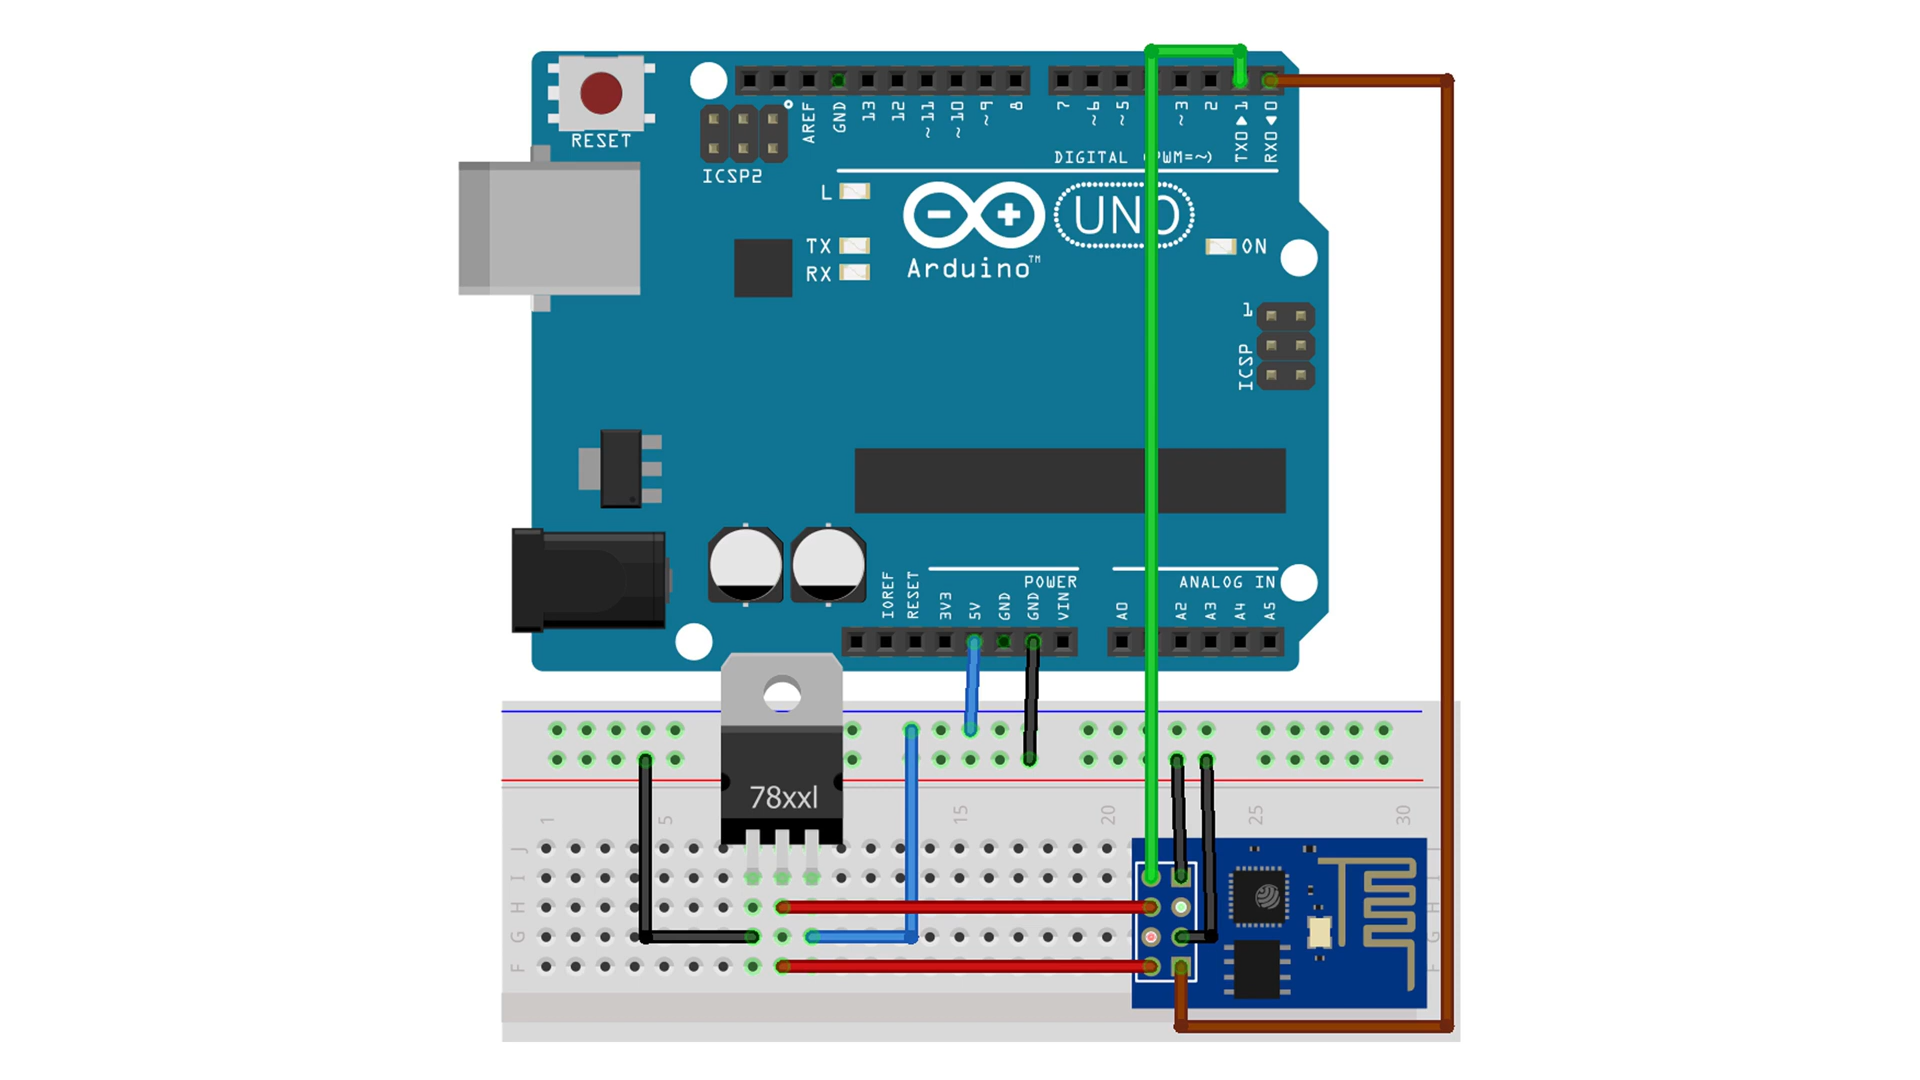 RESET
AREF
GND
13
12
~11
~10
~9
8
7
~6
~5
~3
2
TX0▶1
RX0◀0
DIGITAL (PWM=~)
ICSP2
L
TX
RX
UNO
Arduino™
ON
1
ICSP
IOREF
RESET
3V3
5V
GND
GND
VIN
POWER
ANALOG IN
A0
A2
A3
A4
A5
78xxl
1
5
15
20
25
30
J
I
H
G
F